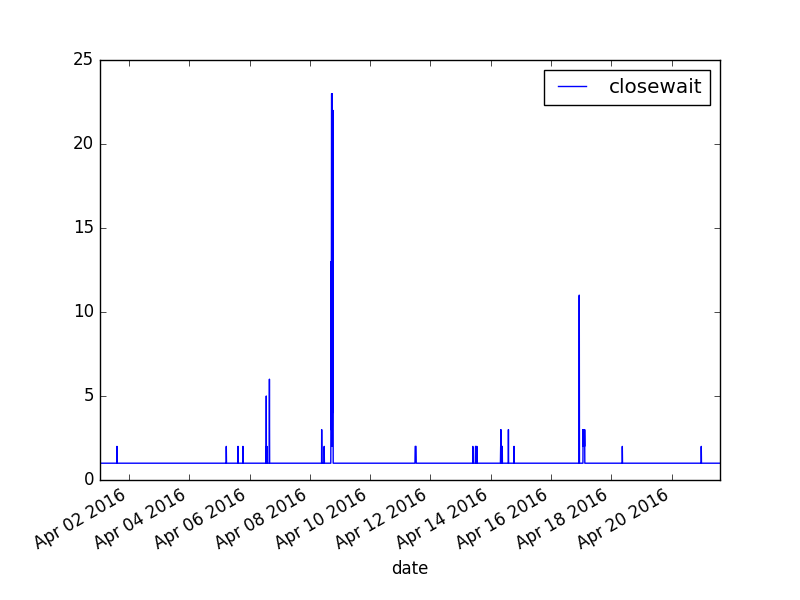 25
closewait
20
15
10
5
0
Apr 02 2016
Apr 04 2016
Apr 06 2016
Apr 08 2016
Apr 10 2016
Apr 12 2016
Apr 14 2016
Apr 16 2016
Apr 18 2016
Apr 20 2016
date